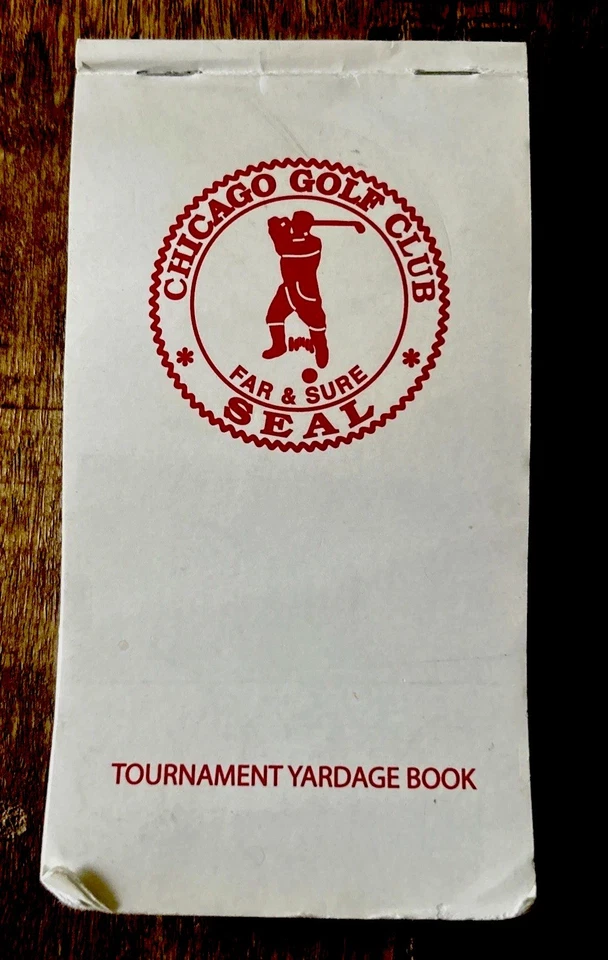 CHICAGO GOLF CLUB
FAR & SURE
* SEAL *
TOURNAMENT YARDAGE BOOK